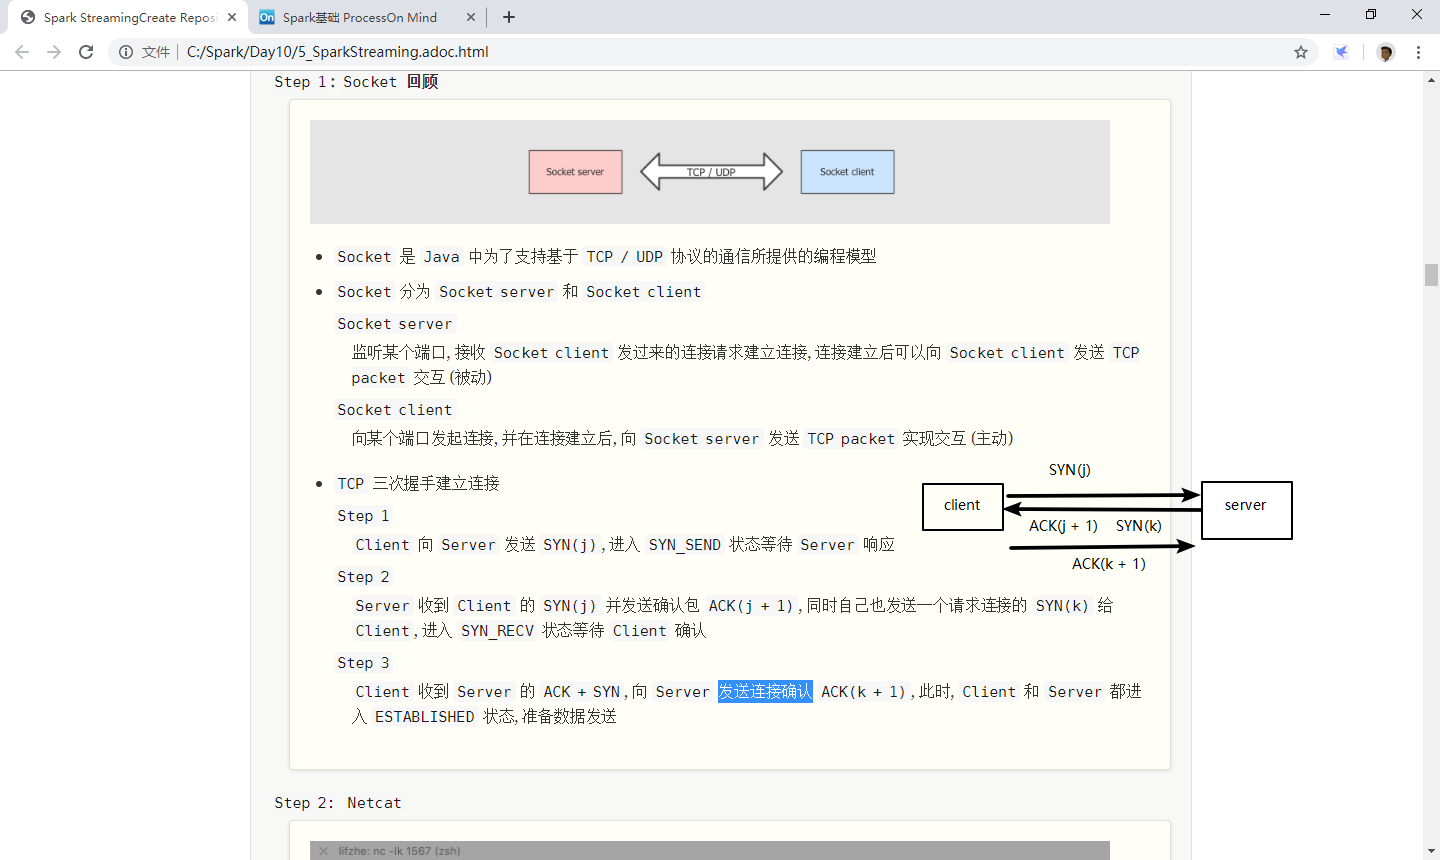 Spark StreamingCreate Reposi
Spark基础 ProcessOn Mind
文件 C:/Spark/Day10/5_SparkStreaming.adoc.html
Step 1: Socket 回顾
Socket server
TCP / UDP
Socket client
Socket 是 Java 中为了支持基于 TCP / UDP 协议的通信所提供的编程模型
Socket 分为 Socket server 和 Socket client
Socket server
监听某个端口, 接收 Socket client 发过来的连接请求建立连接, 连接建立后可以向 Socket client 发送 TCP
packet 交互 (被动)
Socket client
向某个端口发起连接, 并在连接建立后, 向 Socket server 发送 TCP packet 实现交互 (主动)
TCP 三次握手建立连接
Step 1
Client 向 Server 发送 SYN(j), 进入 SYN_SEND 状态等待 Server 响应
Step 2
Server 收到 Client 的 SYN(j) 并发送确认包 ACK(j + 1), 同时自己也发送一个请求连接的 SYN(k) 给
Client, 进入 SYN_RECV 状态等待 Client 确认
Step 3
Client 收到 Server 的 ACK + SYN, 向 Server 发送连接确认 ACK(k + 1), 此时, Client 和 Server 都进
入 ESTABLISHED 状态, 准备数据发送
SYN(j)
client
server
ACK(j + 1) SYN(k)
ACK(k + 1)
Step 2: Netcat
lifzhe: nc -lk 1567 (zsh)